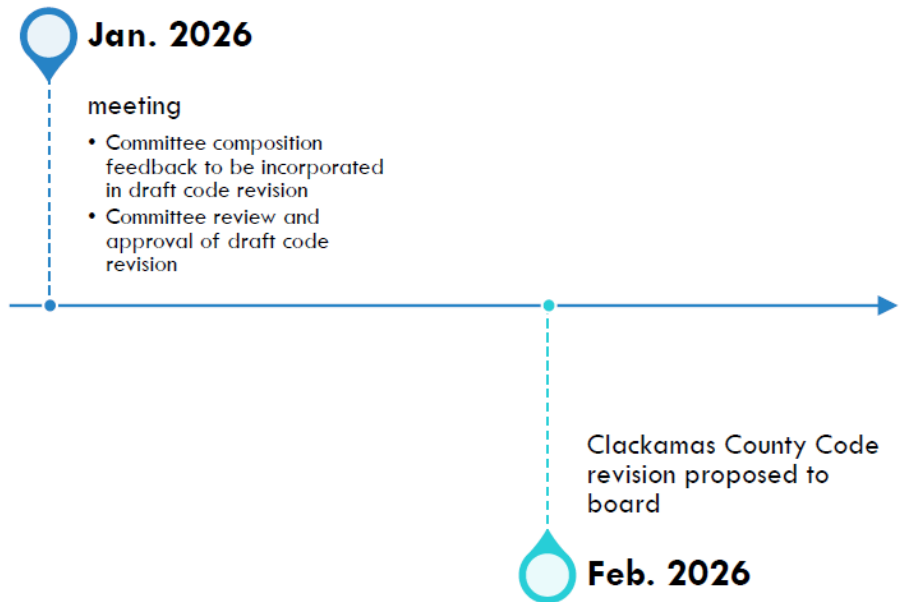 Jan. 2026
meeting
• Committee composition
feedback to be incorporated
in draft code revision
• Committee review and
approval of draft code
revision
Clackamas County Code
revision proposed to
board
Feb. 2026